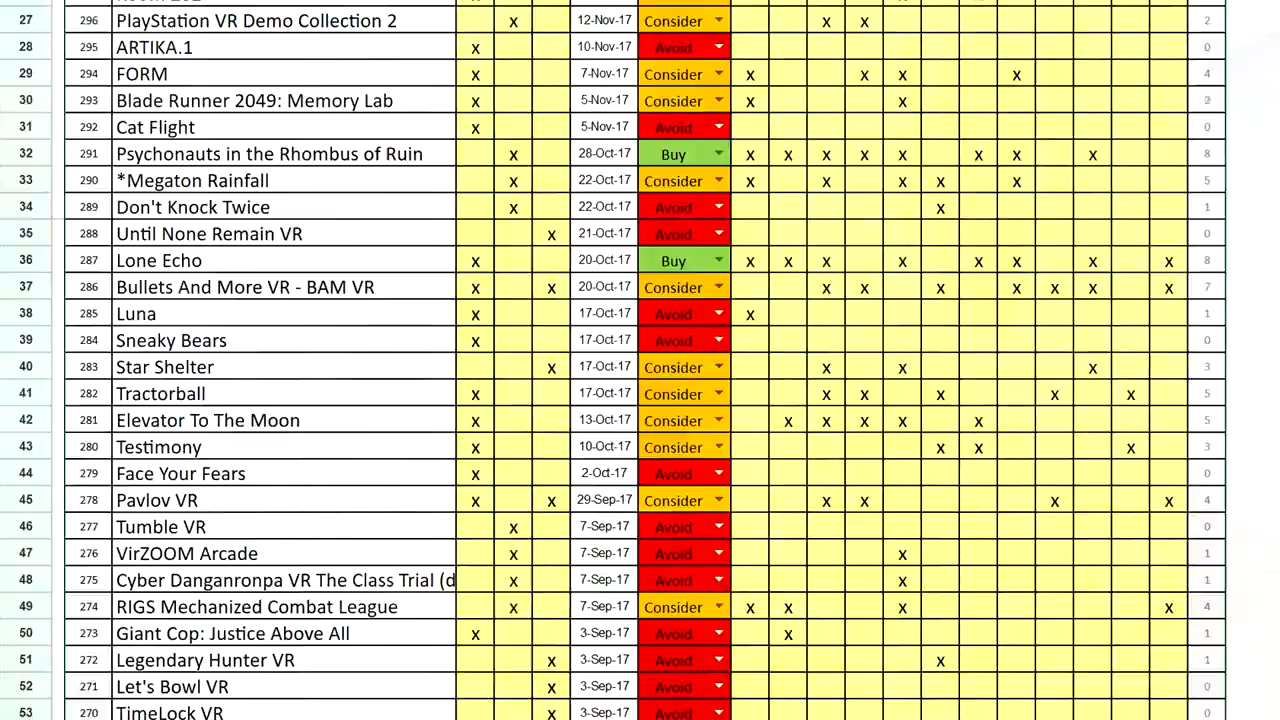 27 296 PlayStation VR Demo Collection 2 x 12-Nov-17 Consider x x 2
28 295 ARTIKA.1 x 10-Nov-17 Avoid 0
29 294 FORM x 7-Nov-17 Consider x x x x 4
30 293 Blade Runner 2049: Memory Lab x 5-Nov-17 Consider x x 2
31 292 Cat Flight x 5-Nov-17 Avoid 0
32 291 Psychonauts in the Rhombus of Ruin x 28-Oct-17 Buy x x x x x x x x 8
33 290 *Megaton Rainfall x 22-Oct-17 Consider x x x x x 5
34 289 Don't Knock Twice x 22-Oct-17 Avoid x 1
35 288 Until None Remain VR x 21-Oct-17 Avoid 0
36 287 Lone Echo x 20-Oct-17 Buy x x x x x x x x 8
37 286 Bullets And More VR - BAM VR x x 20-Oct-17 Consider x x x x x x x 7
38 285 Luna x 17-Oct-17 Avoid x 1
39 284 Sneaky Bears x 17-Oct-17 Avoid 0
40 283 Star Shelter x 17-Oct-17 Consider x x x 3
41 282 Tractorball x 17-Oct-17 Consider x x x x x 5
42 281 Elevator To The Moon x 13-Oct-17 Consider x x x x x 5
43 280 Testimony x 10-Oct-17 Consider x x x 3
44 279 Face Your Fears x 2-Oct-17 Avoid 0
45 278 Pavlov VR x x 29-Sep-17 Consider x x x x 4
46 277 Tumble VR x 7-Sep-17 Avoid 0
47 276 VirZOOM Arcade x 7-Sep-17 Avoid x 1
48 275 Cyber Danganronpa VR The Class Trial (d x 7-Sep-17 Avoid x 1
49 274 RIGS Mechanized Combat League x 7-Sep-17 Consider x x x x 4
50 273 Giant Cop: Justice Above All x 3-Sep-17 Avoid x 1
51 272 Legendary Hunter VR x 3-Sep-17 Avoid x 1
52 271 Let's Bowl VR x 3-Sep-17 Avoid 0
53 270 TimeLock VR x 3-Sep-17 Avoid 0